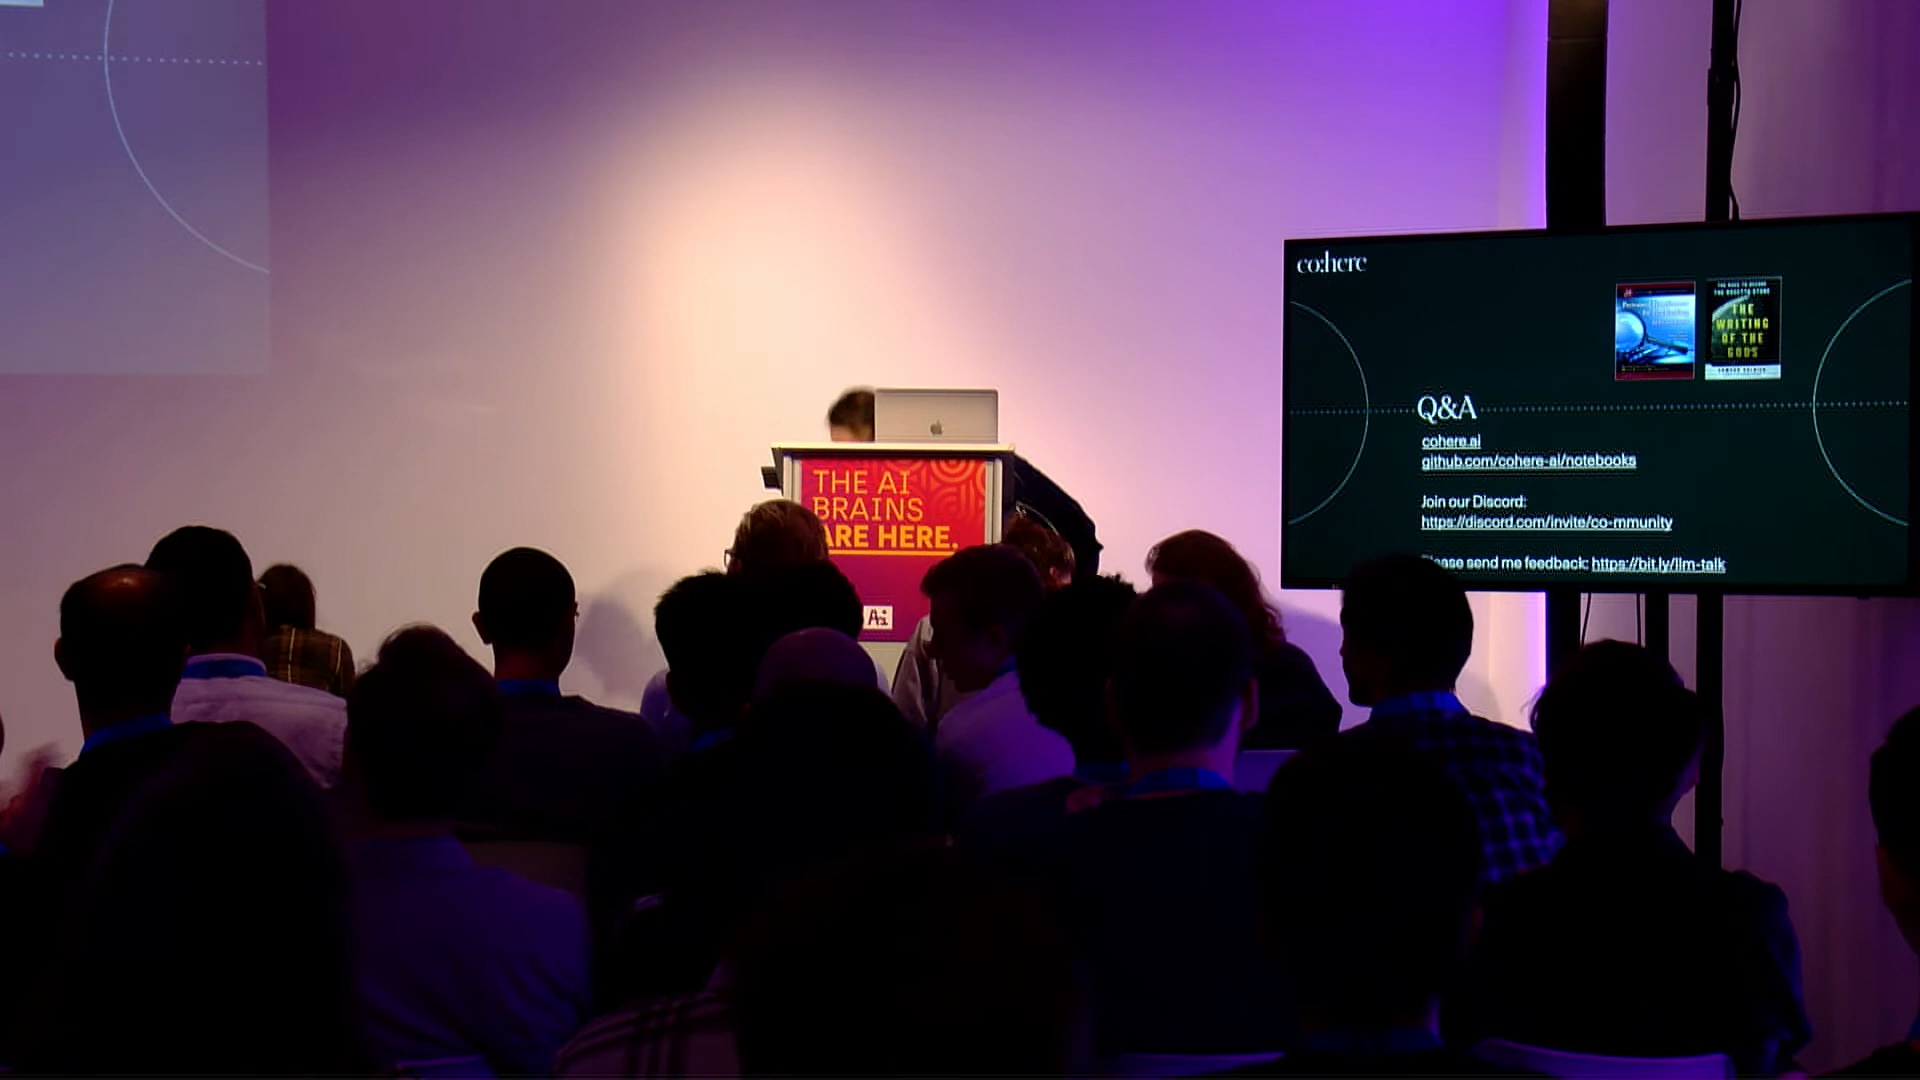 co:here
THE RACE TO DECODE
THE ROSETTA STONE
THE
WRITING
OF THE
GODS
Q&A
cohere.ai
github.com/cohere-ai/notebooks
Join our Discord:
https://discord.com/invite/co-mmunity
ease send me feedback: https://bit.ly/llm-talk
THE AI
BRAINS
ARE HERE.
Ai